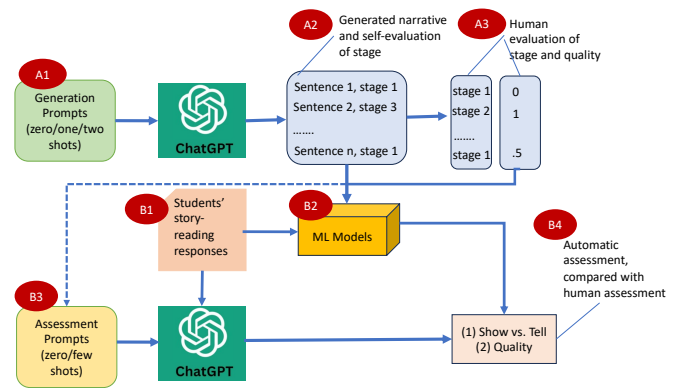 A1
Generation
Prompts
(zero/one/two
shots)
ChatGPT
A2
Generated narrative
and self-evaluation
of stage
Sentence 1, stage 1
Sentence 2, stage 3
.......
Sentence n, stage 1
A3
Human
evaluation of
stage and quality
stage 1
stage 2
.......
stage 1
0
1
.5
B1
Students’
story-
reading
responses
B2
ML Models
B3
Assessment
Prompts
(zero/few
shots)
ChatGPT
(1) Show vs. Tell
(2) Quality
B4
Automatic
assessment,
compared with
human assessment